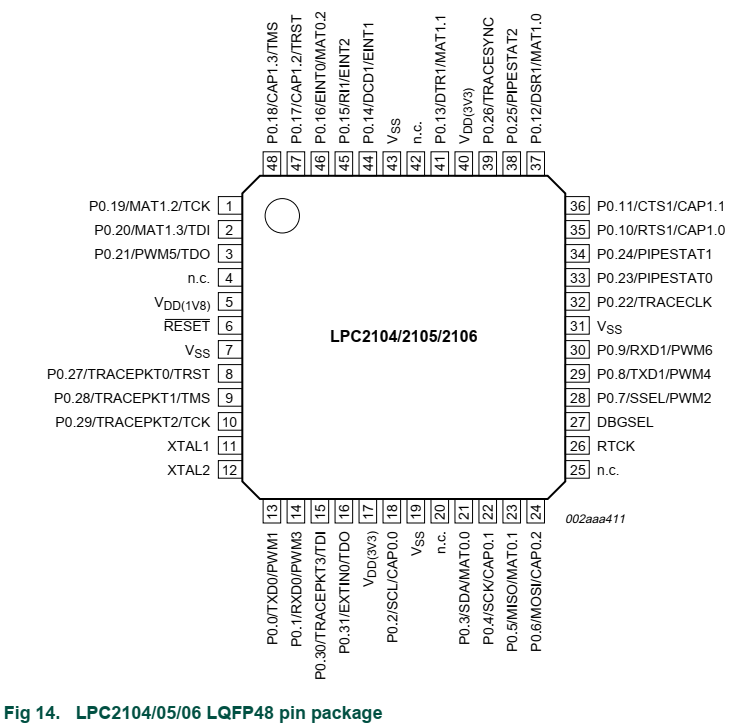 P0.18/CAP1.3/TMS
P0.17/CAP1.2/TRST
P0.16/EINT0/MAT0.2
P0.15/RI1/EINT2
P0.14/DCD1/EINT1
VSS
n.c.
P0.13/DTR1/MAT1.1
VDD(3V3)
P0.26/TRACESYNC
P0.25/PIPESTAT2
P0.12/DSR1/MAT1.0
48
47
46
45
44
43
42
41
40
39
38
37
P0.19/MAT1.2/TCK 1
P0.20/MAT1.3/TDI 2
P0.21/PWM5/TDO 3
n.c. 4
VDD(1V8) 5
RESET 6
VSS 7
P0.27/TRACEPKT0/TRST 8
P0.28/TRACEPKT1/TMS 9
P0.29/TRACEPKT2/TCK 10
XTAL1 11
XTAL2 12
LPC2104/2105/2106
36 P0.11/CTS1/CAP1.1
35 P0.10/RTS1/CAP1.0
34 P0.24/PIPESTAT1
33 P0.23/PIPESTAT0
32 P0.22/TRACECLK
31 VSS
30 P0.9/RXD1/PWM6
29 P0.8/TXD1/PWM4
28 P0.7/SSEL/PWM2
27 DBGSEL
26 RTCK
25 n.c.
13
14
15
16
17
18
19
20
21
22
23
24
P0.0/TXD0/PWM1
P0.1/RXD0/PWM3
P0.30/TRACEPKT3/TDI
P0.31/EXTIN0/TDO
VDD(3V3)
P0.2/SCL/CAP0.0
VSS
n.c.
P0.3/SDA/MAT0.0
P0.4/SCK/CAP0.1
P0.5/MISO/MAT0.1
P0.6/MOSI/CAP0.2
002aaa411
Fig 14. LPC2104/05/06 LQFP48 pin package